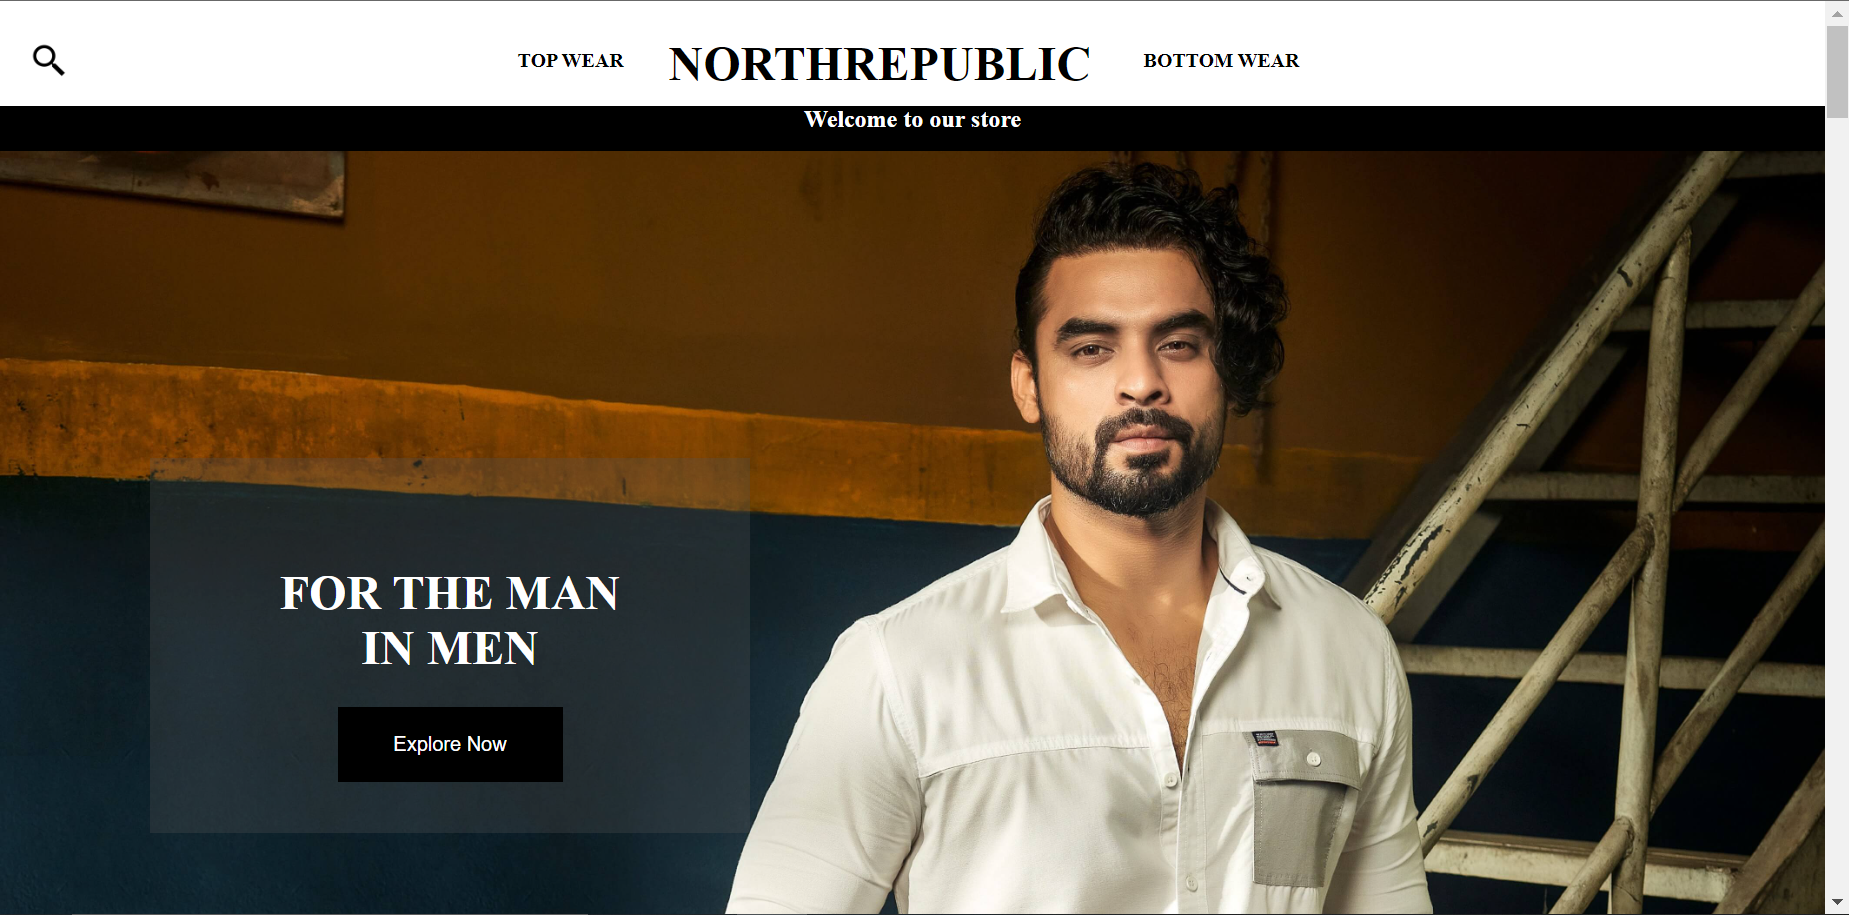 TOP WEAR NORTHREPUBLIC BOTTOM WEAR
Welcome to our store
FOR THE MAN
IN MEN
Explore Now